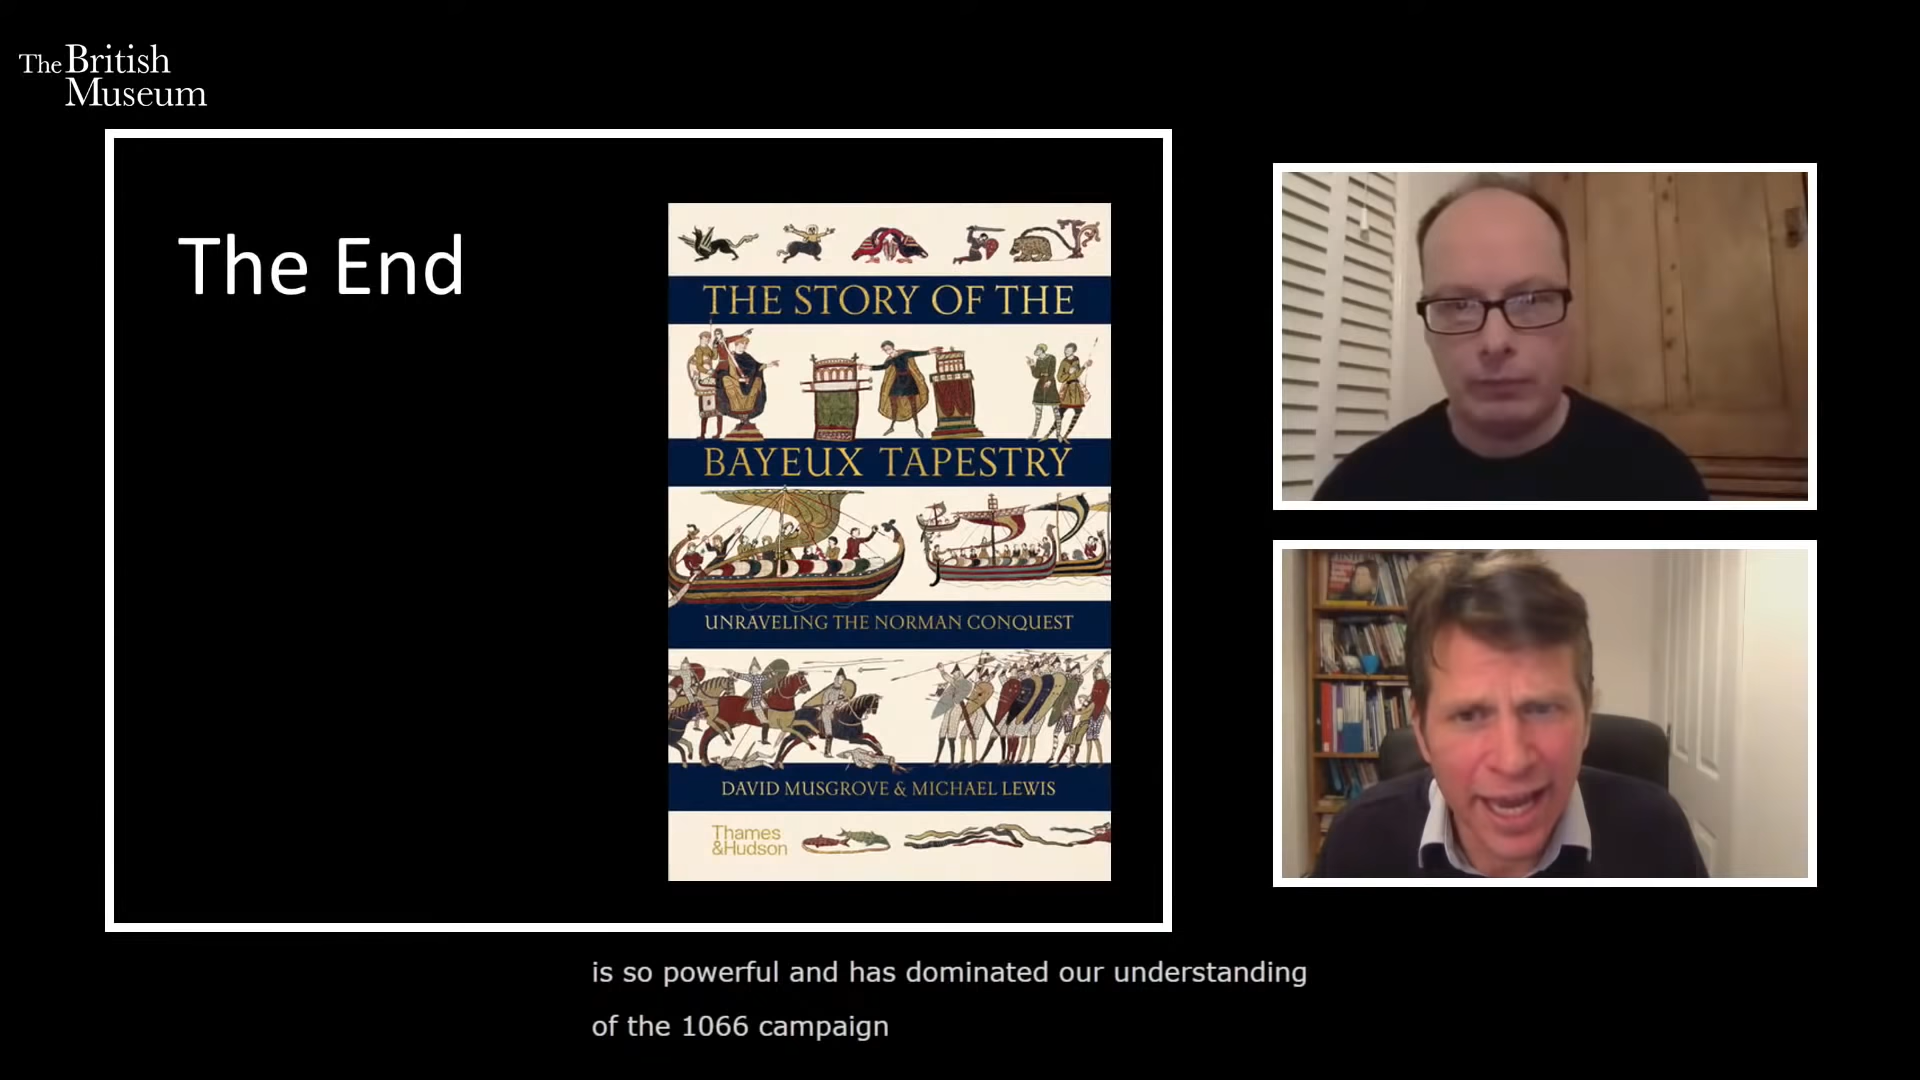 The British
Museum
The End
THE STORY OF THE
BAYEUX TAPESTRY
UNRAVELING THE NORMAN CONQUEST
DAVID MUSGROVE & MICHAEL LEWIS
Thames
&Hudson
is so powerful and has dominated our understanding
of the 1066 campaign